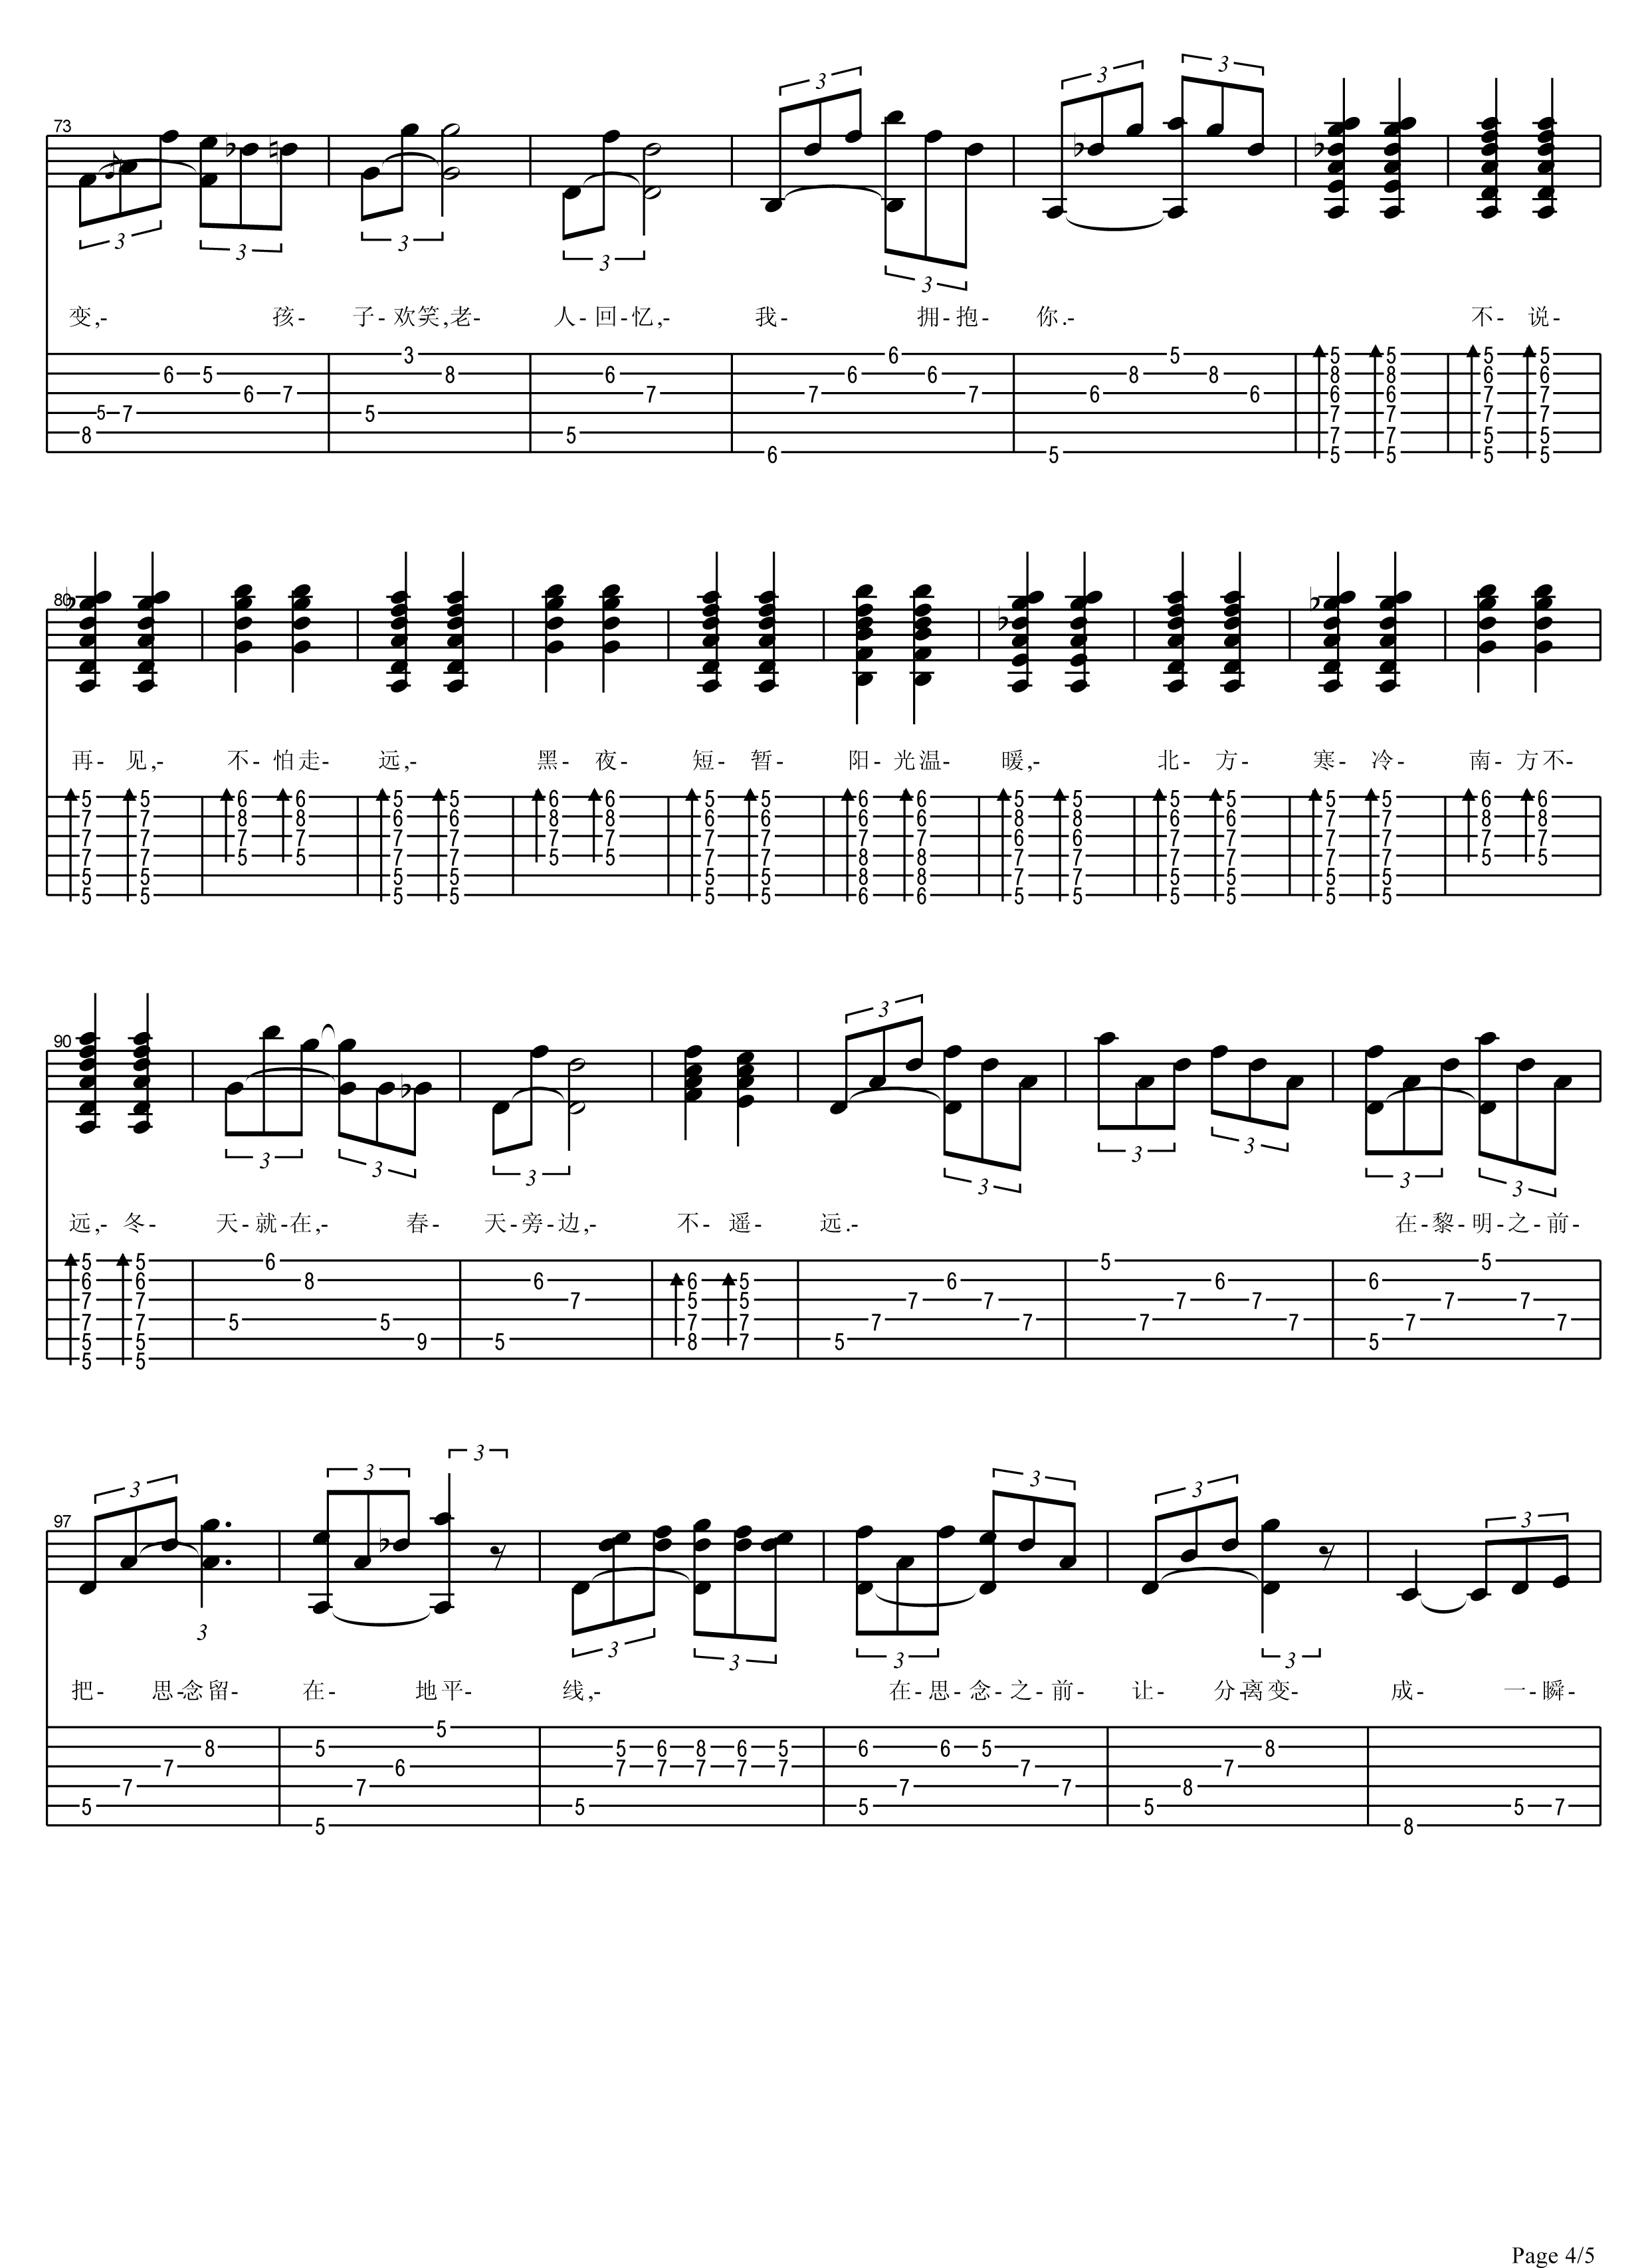 73
变,- 孩- 子- 欢笑,老- 人- 回- 忆,- 我- 拥- 抱- 你.- 不- 说-
80
再- 见,- 不- 怕走- 远,- 黑- 夜- 短- 暂- 阳- 光温- 暖,- 北- 方- 寒- 冷- 南- 方不-
90
远,- 冬- 天- 就- 在,- 春- 天- 旁- 边,- 不- 遥- 远.- 在- 黎- 明- 之- 前-
97
把- 思-念留- 在- 地平- 线,- 在- 思- 念- 之- 前- 让- 分-离变- 成- 一- 瞬-
Page 4/5